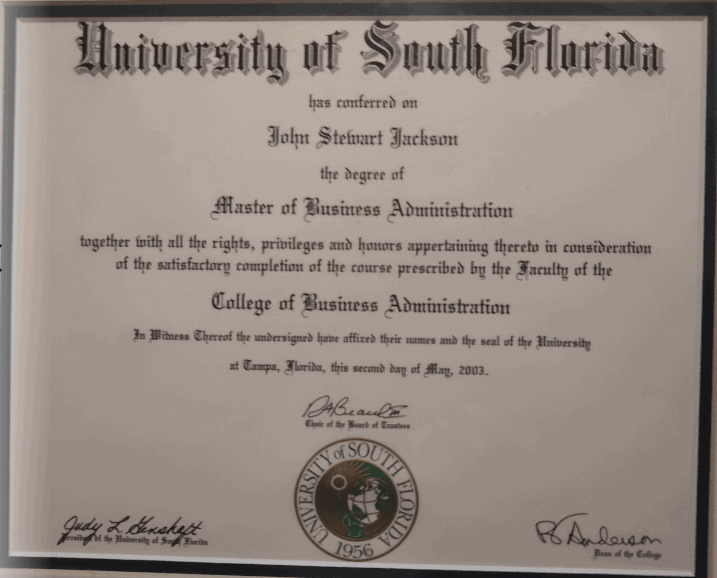 University of South Florida
has conferred on
John Stewart Jackson
the degree of
Master of Business Administration
together with all the rights, privileges and honors appertaining thereto in consideration
of the satisfactory completion of the course prescribed by the Faculty of the
College of Business Administration
In Witness Thereof the undersigned have affixed their names and the seal of the University
at Tampa, Florida, this second day of May, 2003.
Chair of the Board of Trustees
UNIVERSITY of SOUTH FLORIDA
1956
Judy L Genshaft
President of the University of South Florida
Anderson
Dean of the College